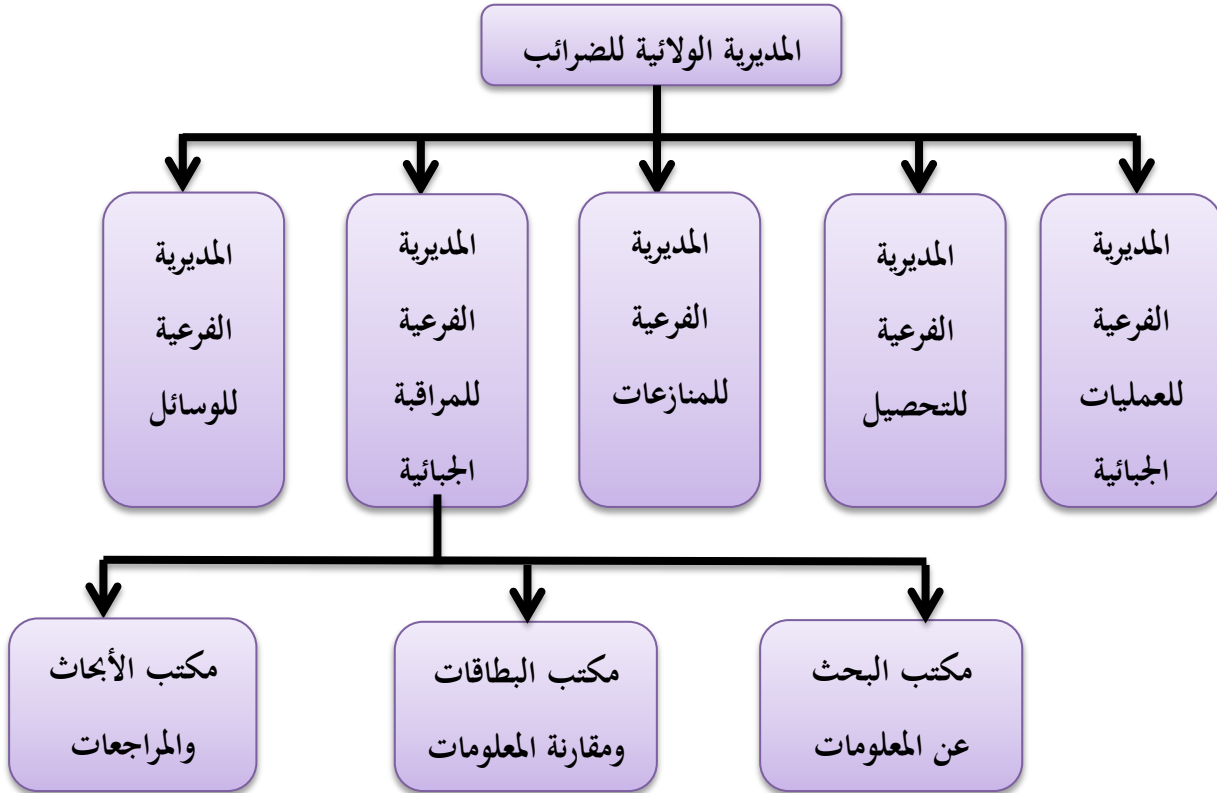 المديرية الولائية للضرائب
المديرية
الفرعية
للعمليات
الجبائية
المديرية
الفرعية
للتحصيل
المديرية
الفرعية
للمنازعات
المديرية
الفرعية
للمراقبة
الجبائية
المديرية
الفرعية
للوسائل
مكتب البحث
عن المعلومات
مكتب البطاقات
ومقارنة المعلومات
مكتب الأبحاث
والمراجعات